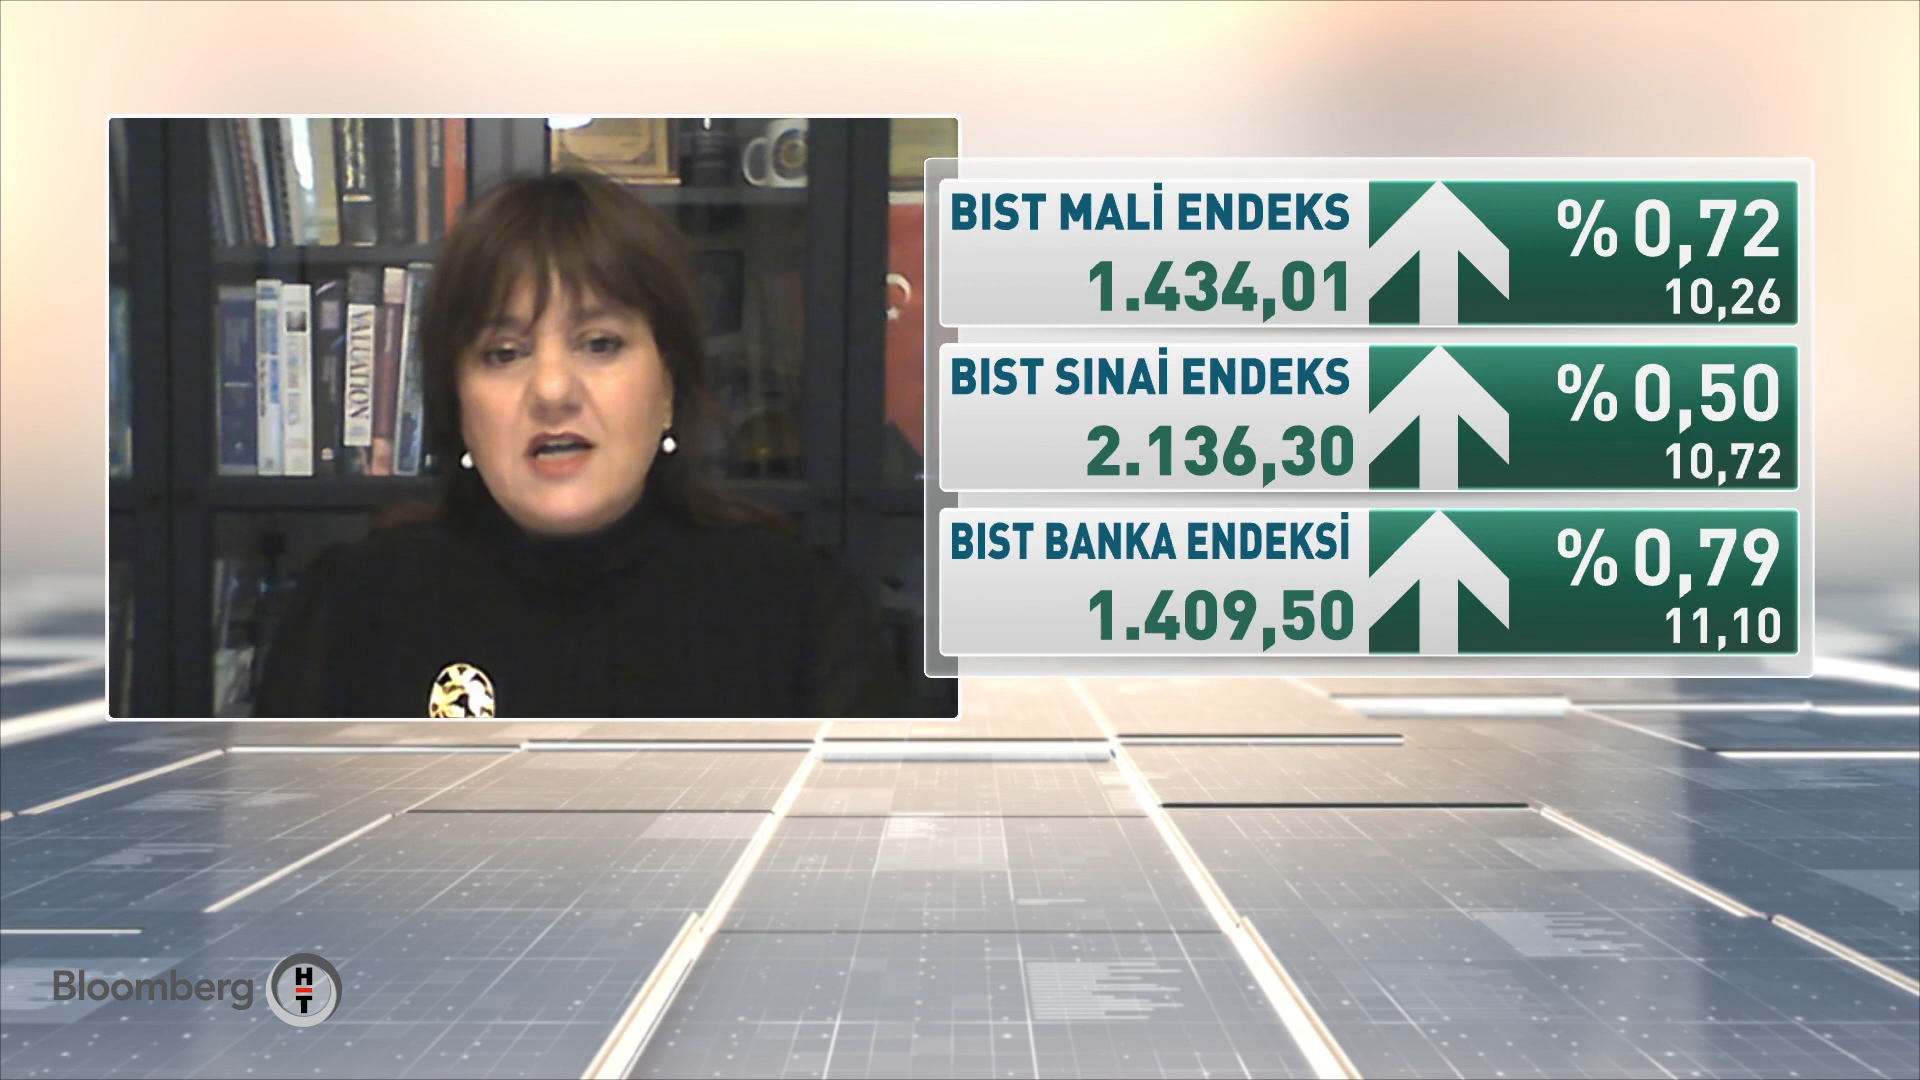 VALUATION
BIST MALİ ENDEKS
1.434,01
% 0,72
10,26
BIST SINAİ ENDEKS
2.136,30
% 0,50
10,72
BIST BANKA ENDEKSİ
1.409,50
% 0,79
11,10
Bloomberg HT